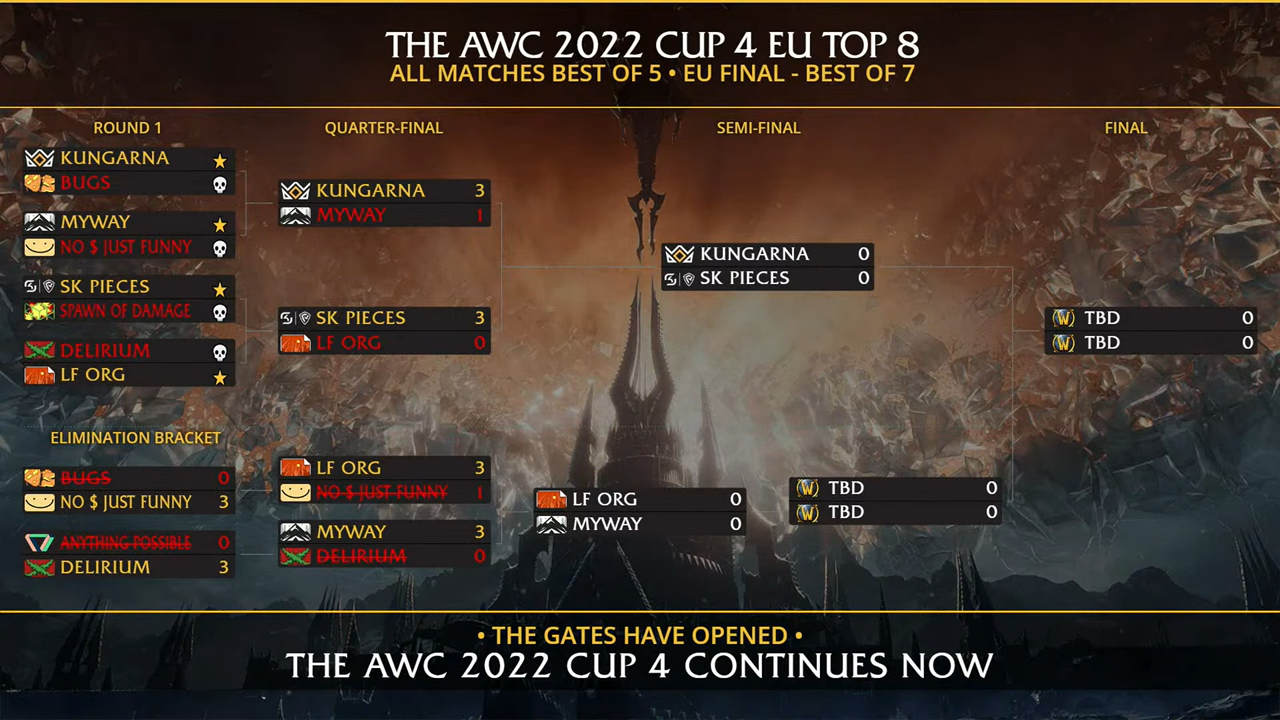 THE AWC 2022 CUP 4 EU TOP 8
ALL MATCHES BEST OF 5 • EU FINAL - BEST OF 7
ROUND 1
KUNGARNA
BUGS
MYWAY
NO $ JUST FUNNY
SK PIECES
SPAWN OF DAMAGE
DELIRIUM
LF ORG
QUARTER-FINAL
KUNGARNA 3
MYWAY 1
SK PIECES 3
LF ORG 0
SEMI-FINAL
KUNGARNA 0
SK PIECES 0
FINAL
TBD 0
TBD 0
ELIMINATION BRACKET
BUGS 0
NO $ JUST FUNNY 3
ANYTHING POSSIBLE 0
DELIRIUM 3
LF ORG 3
NO $ JUST FUNNY 1
MYWAY 3
DELIRIUM 0
LF ORG 0
MYWAY 0
TBD 0
TBD 0
• THE GATES HAVE OPENED •
THE AWC 2022 CUP 4 CONTINUES NOW